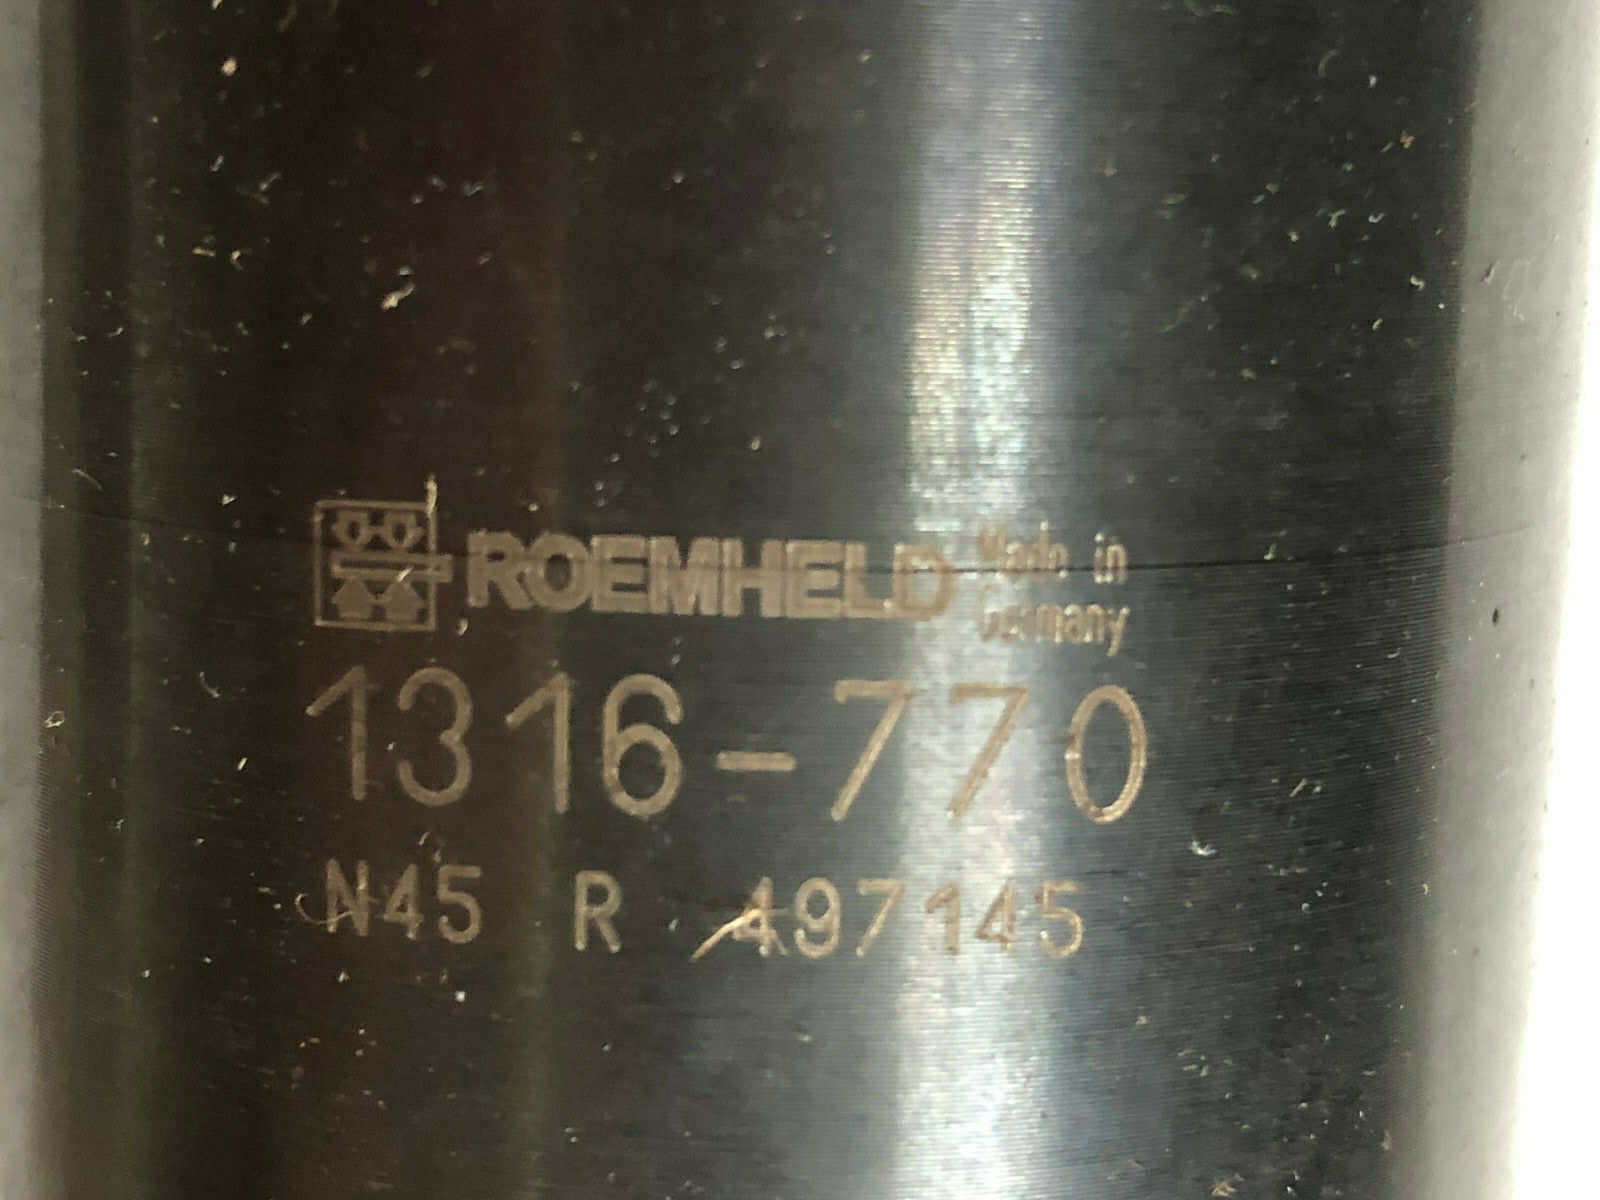 ROEMHELD Made in
Germany
1316-770
N45 R 497145